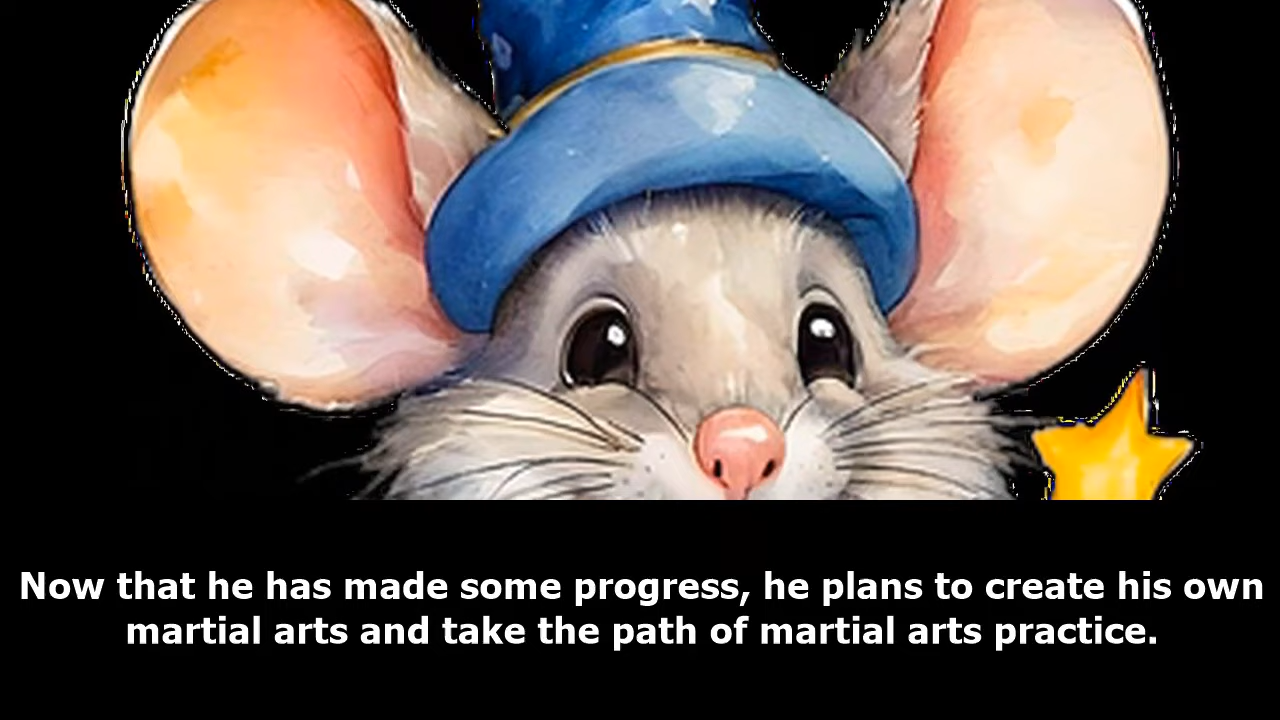 Now that he has made some progress, he plans to create his own
martial arts and take the path of martial arts practice.